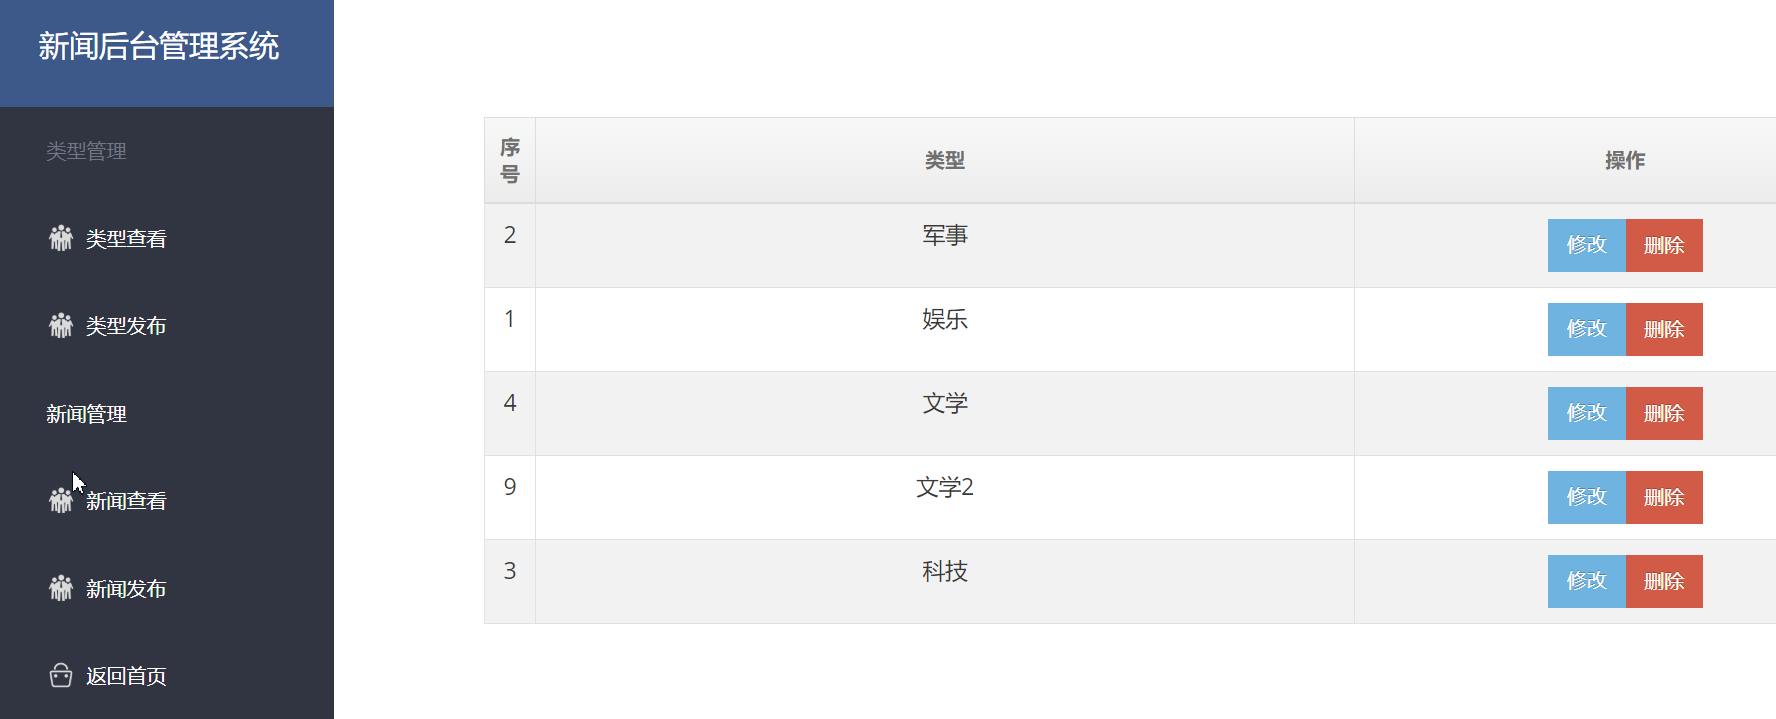 新闻后台管理系统
类型管理
类型查看
类型发布
新闻管理
新闻查看
新闻发布
返回首页
序号 类型 操作
2 军事 修改 删除
1 娱乐 修改 删除
4 文学 修改 删除
9 文学2 修改 删除
3 科技 修改 删除